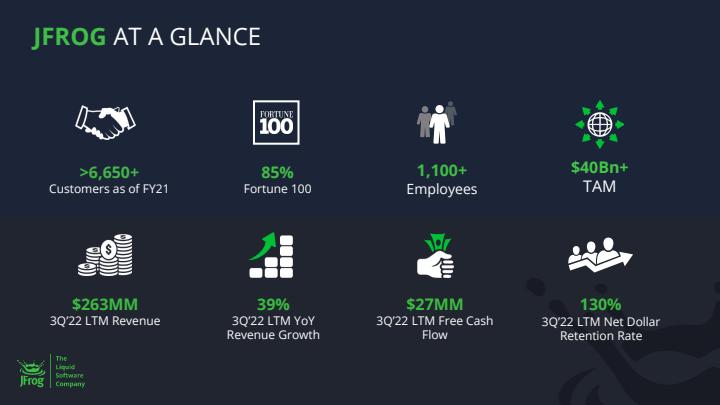 JFROG AT A GLANCE
FORTUNE
100
>6,650+
Customers as of FY21
85%
Fortune 100
1,100+
Employees
$40Bn+
TAM
$263MM
3Q'22 LTM Revenue
39%
3Q'22 LTM YoY
Revenue Growth
$27MM
3Q'22 LTM Free Cash
Flow
130%
3Q'22 LTM Net Dollar
Retention Rate
JFrog
The
Liquid
Software
Company